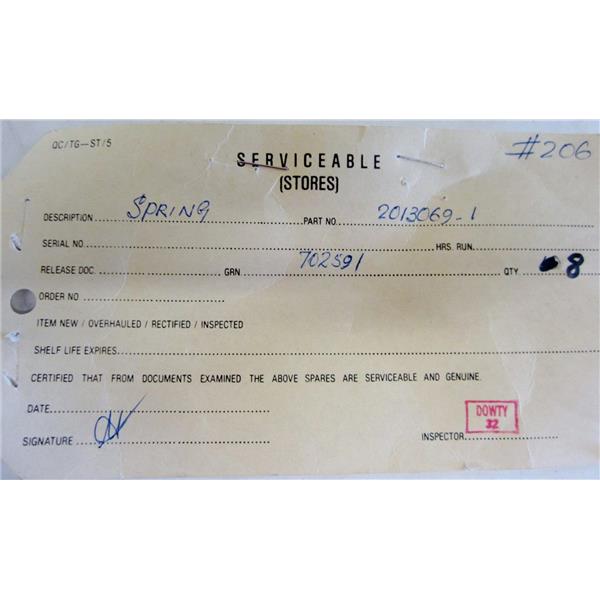 QC/TG—ST/5
#206
SERVICEABLE
(STORES)
DESCRIPTION SPRING PART NO. 2013069-1
SERIAL NO. HRS. RUN.
RELEASE DOC. GRN 702591 QTY. 8
ORDER NO.
ITEM NEW / OVERHAULED / RECTIFIED / INSPECTED
SHELF LIFE EXPIRES
CERTIFIED THAT FROM DOCUMENTS EXAMINED THE ABOVE SPARES ARE SERVICEABLE AND GENUINE.
DATE
DOWTY
32
SIGNATURE INSPECTOR